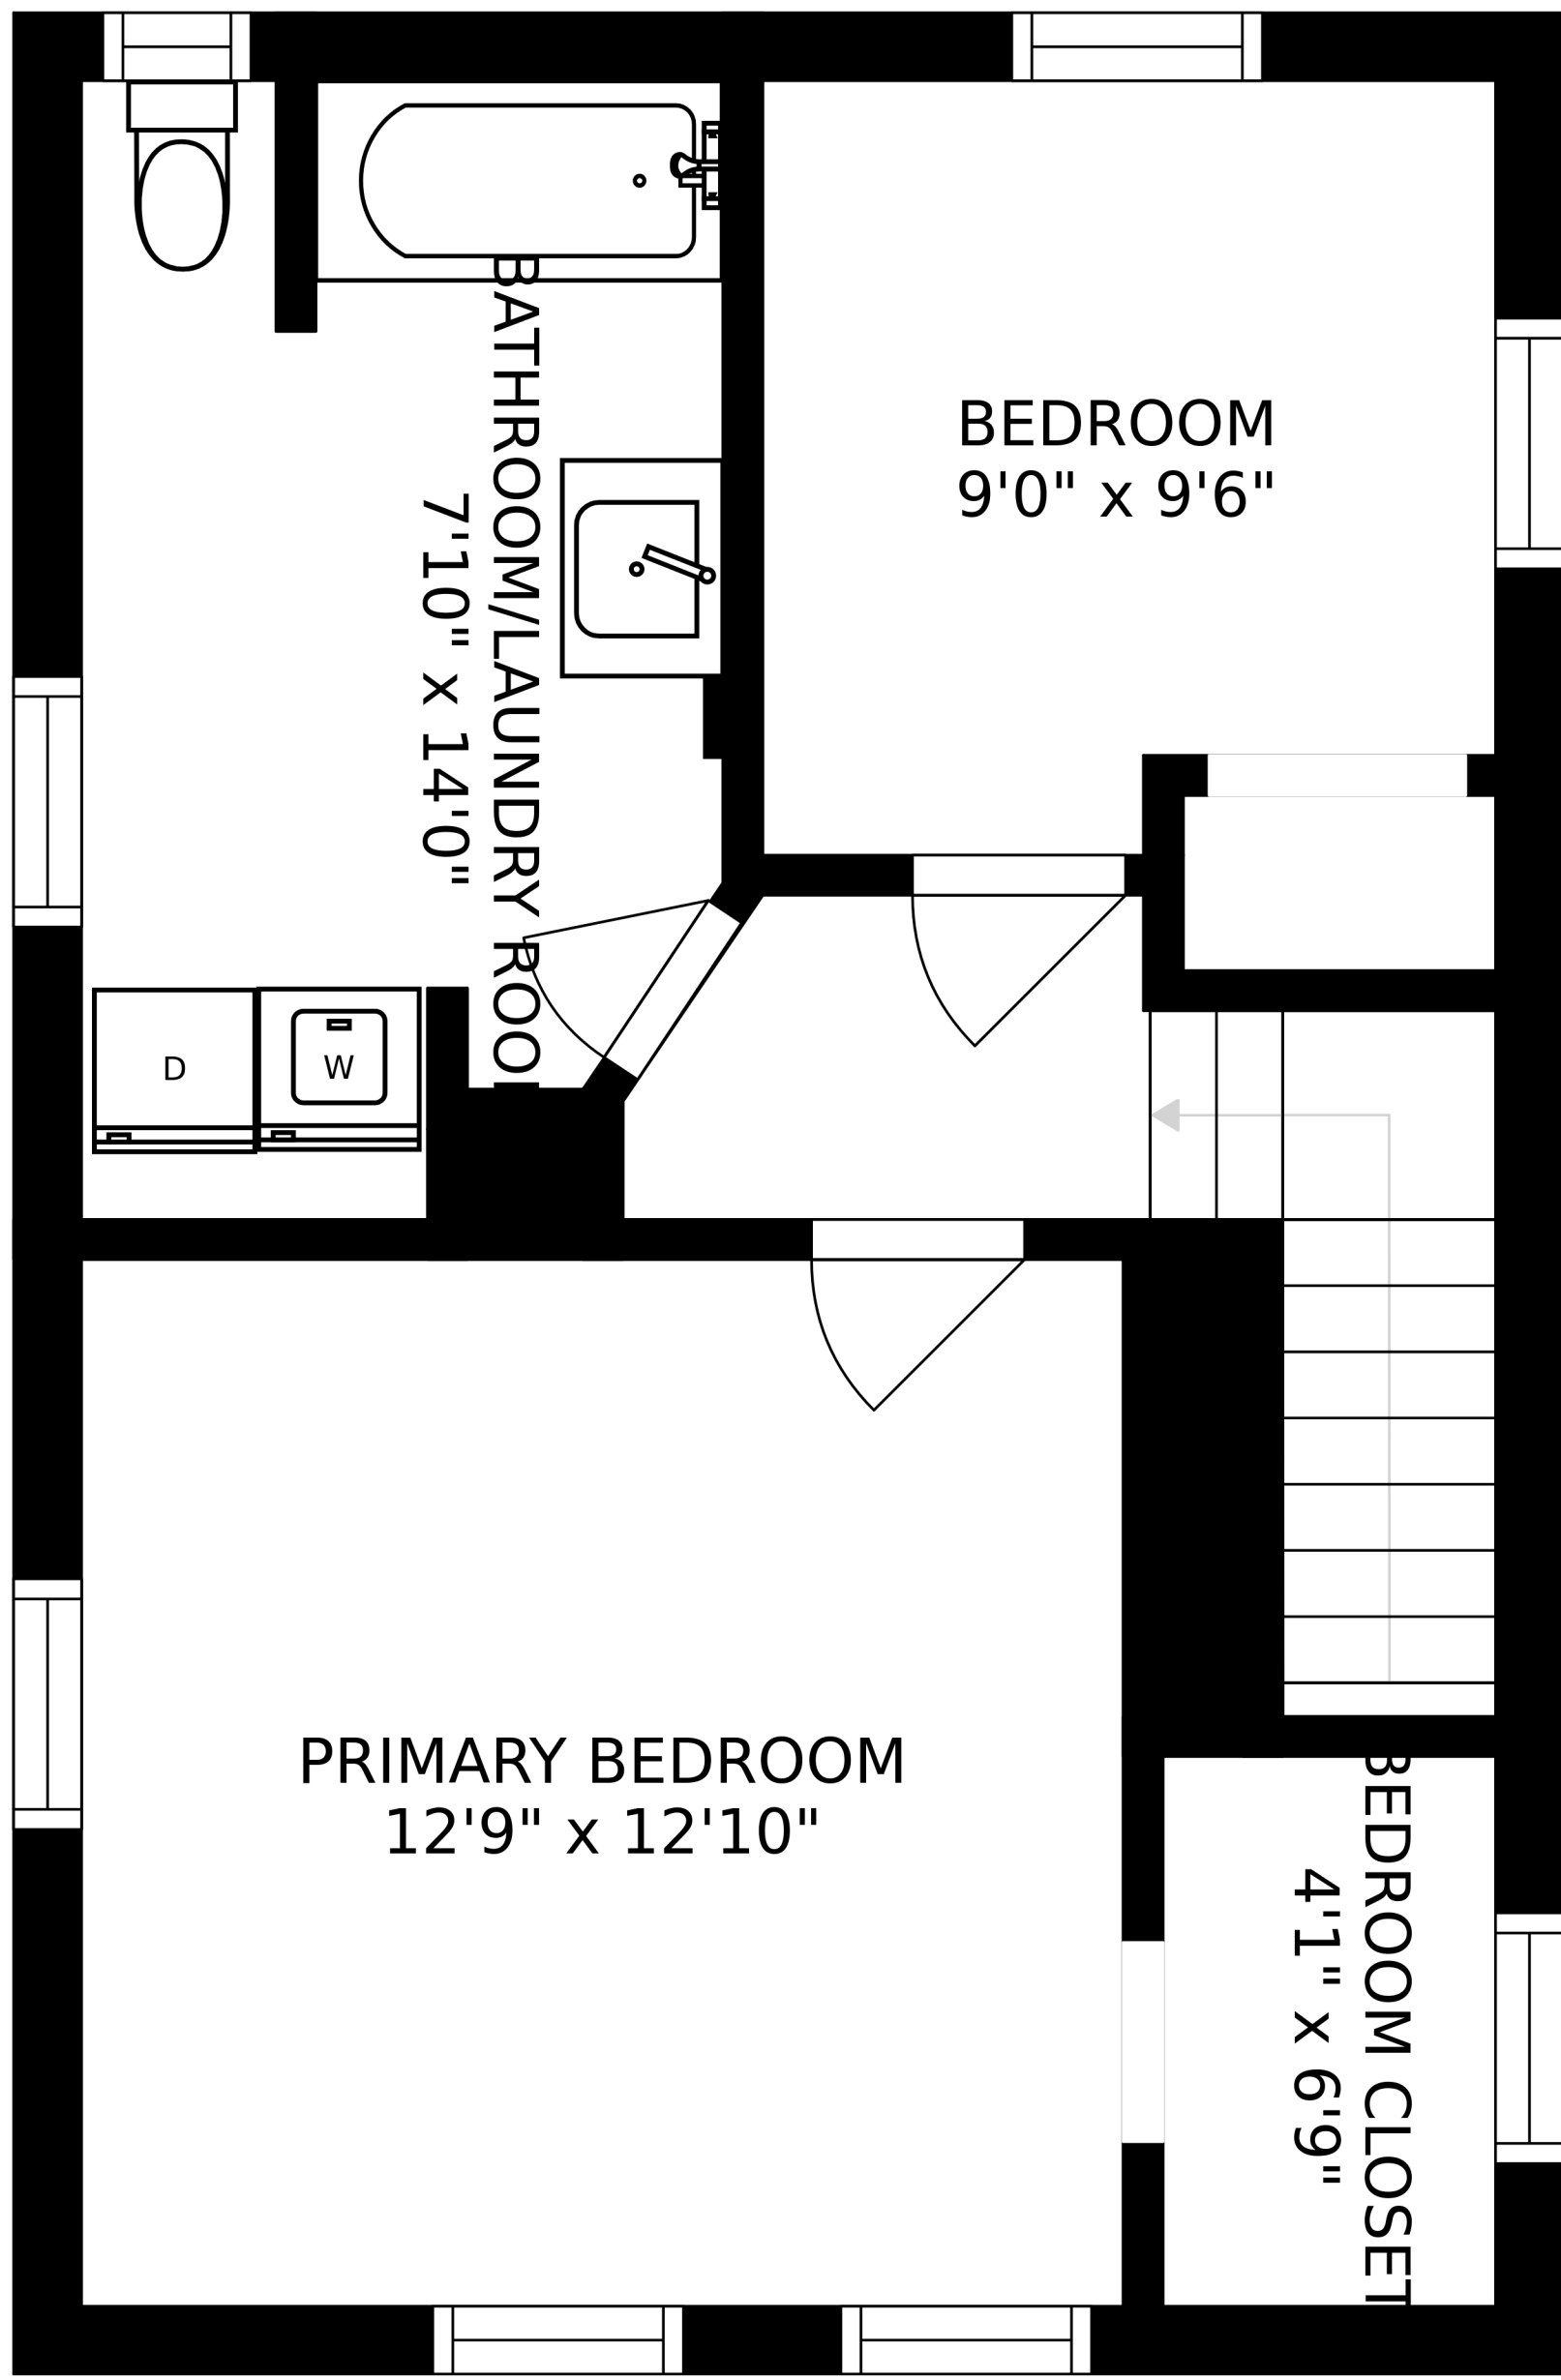 BEDROOM
9'0" x 9'6"
BATHROOM/LAUNDRY ROO
7'10" x 14'0"
D
W
PRIMARY BEDROOM
12'9" x 12'10"
BEDROOM CLOSET
4'1" x 6'9"